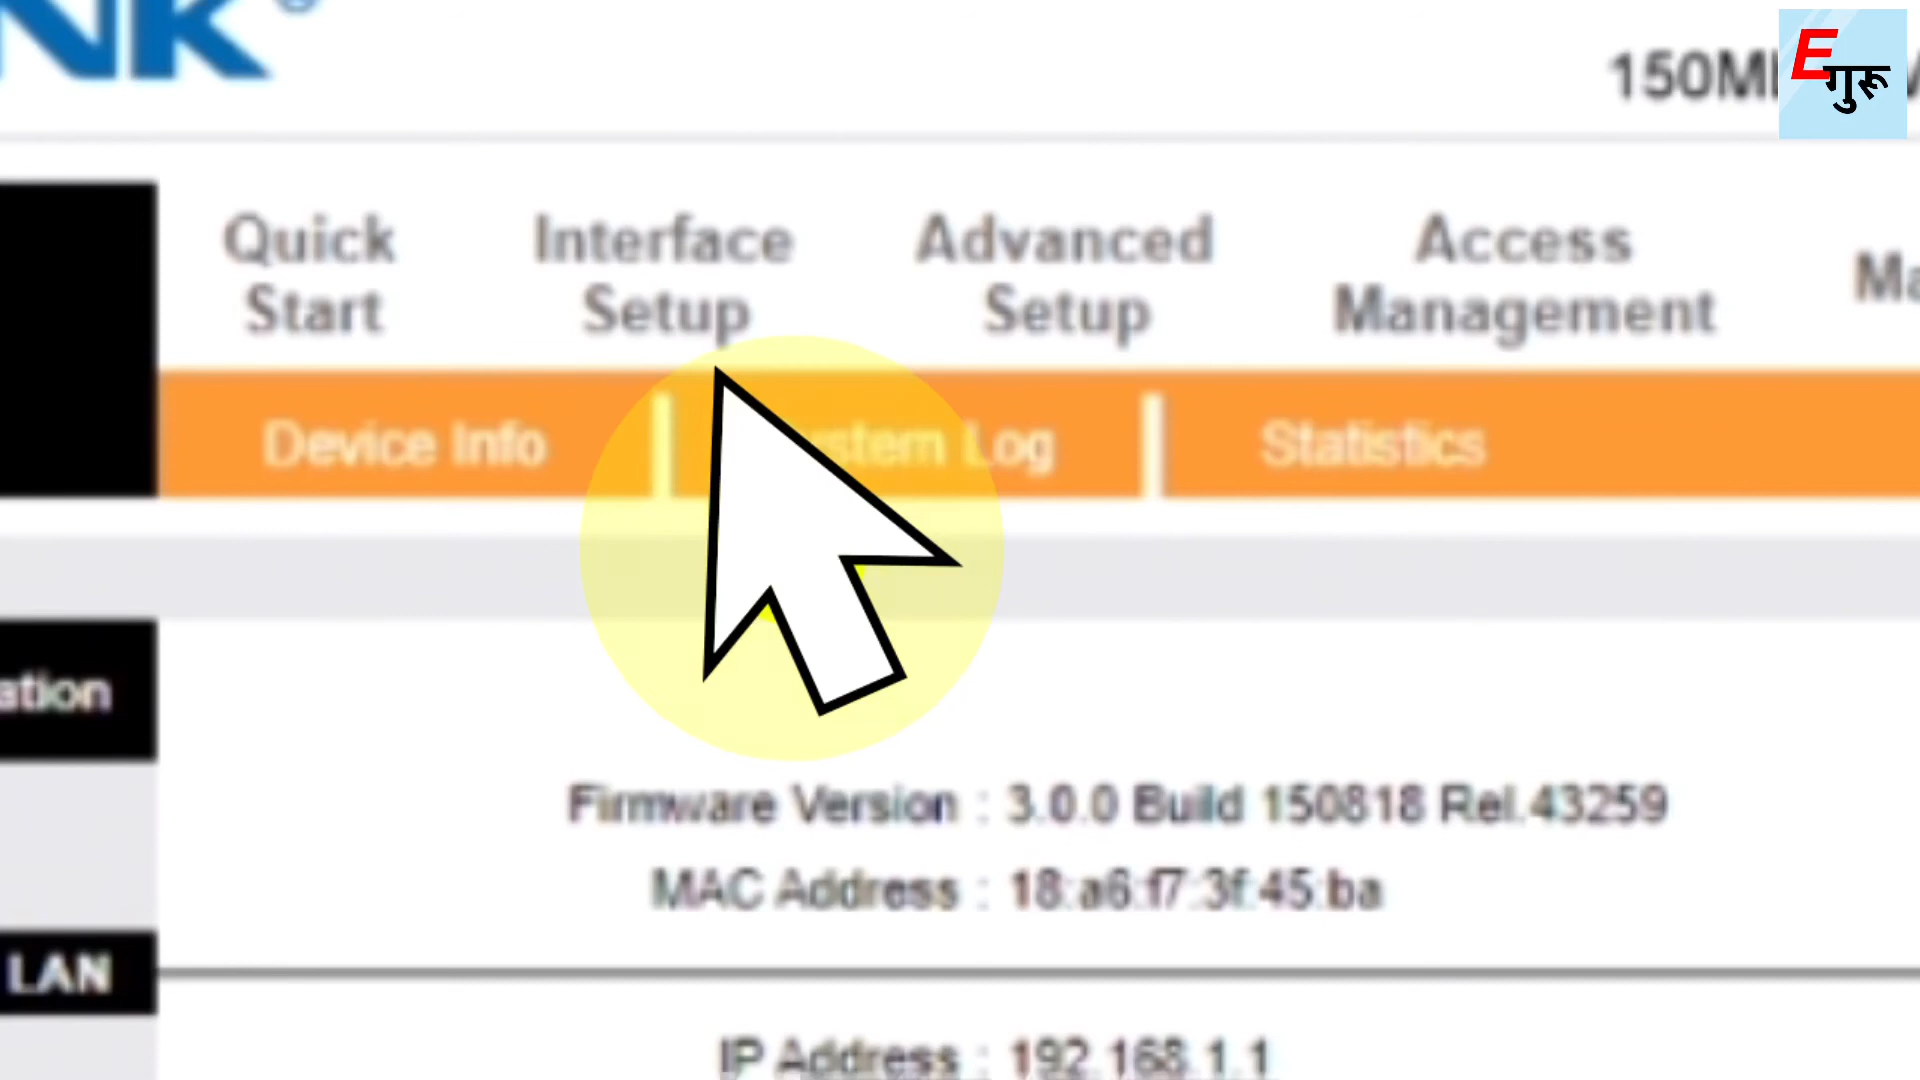 NK®
150M
E गुरू
Quick Start
Interface Setup
Advanced Setup
Access Management
Ma
Device Info
stem Log
Statistics
ation
Firmware Version : 3.0.0 Build 150818 Rel.43259
MAC Address : 18:a6:f7:3f:45:ba
LAN
IP Address : 192.168.1.1